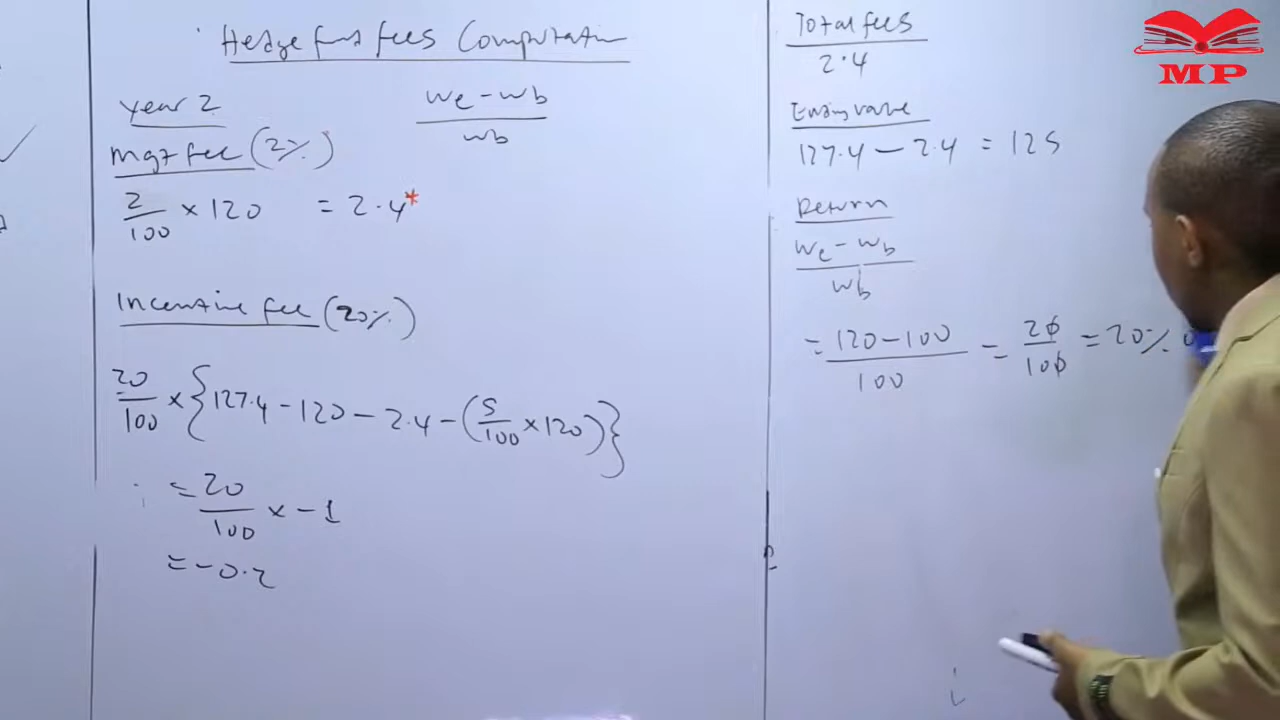 Hedge fund fees Computation
Year 2
We - Wb
Wb
Mgt fee (2%)
2/100 × 120 = 2.4*
Incentive fee (20%)
20/100 × {127.4 - 120 - 2.4 - (5/100 × 120)}
= 20/100 × -1
= -0.2
Total fees
2.4
Ending value
127.4 - 2.4 = 125
Return
We - Wb
Wb
= 120 - 100 / 100 = 20/100 = 20%
MP